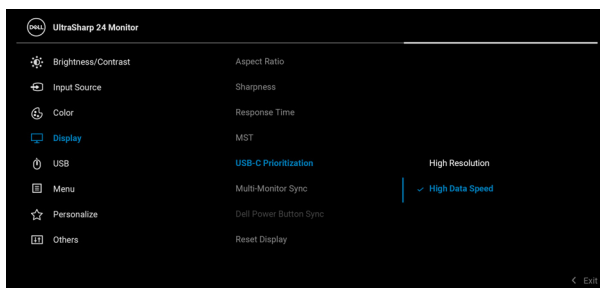 DELL UltraSharp 24 Monitor
Brightness/Contrast
Input Source
Color
Display
USB
Menu
Personalize
Others
Aspect Ratio
Sharpness
Response Time
MST
USB-C Prioritization
Multi-Monitor Sync
Dell Power Button Sync
Reset Display
High Resolution
High Data Speed
Exit